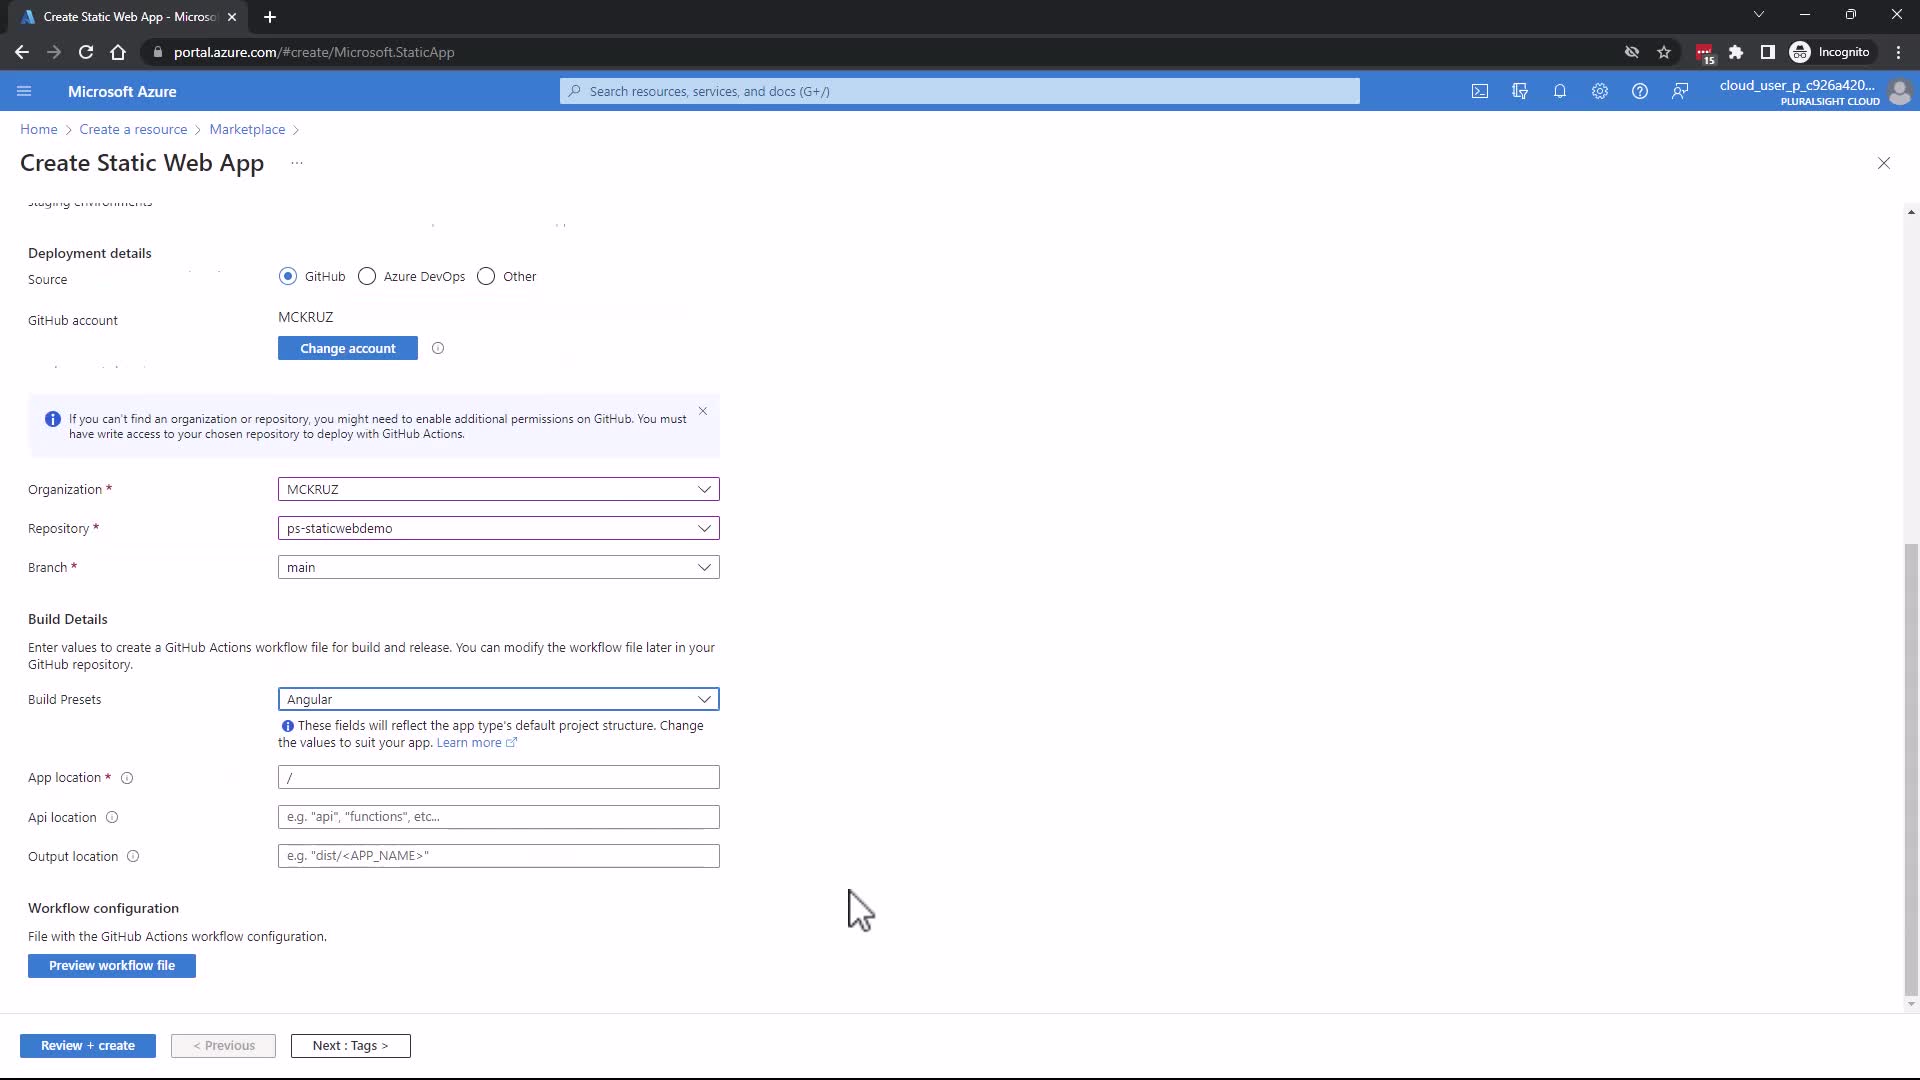 Create Static Web App - Microso
portal.azure.com/#create/Microsoft.StaticApp
15
Incognito
Microsoft Azure
Search resources, services, and docs (G+/)
cloud_user_p_c926a420...
PLURALSIGHT CLOUD
Home > Create a resource > Marketplace >
Create Static Web App ...
staging environments
Deployment details
Source
GitHub
Azure DevOps
Other
GitHub account
MCKRUZ
Change account
If you can't find an organization or repository, you might need to enable additional permissions on GitHub. You must
have write access to your chosen repository to deploy with GitHub Actions.
Organization *
MCKRUZ
Repository *
ps-staticwebdemo
Branch *
main
Build Details
Enter values to create a GitHub Actions workflow file for build and release. You can modify the workflow file later in your
GitHub repository.
Build Presets
Angular
These fields will reflect the app type's default project structure. Change
the values to suit your app. Learn more
App location *
/
Api location
e.g. "api", "functions", etc...
Output location
e.g. "dist/<APP_NAME>"
Workflow configuration
File with the GitHub Actions workflow configuration.
Preview workflow file
Review + create
< Previous
Next : Tags >